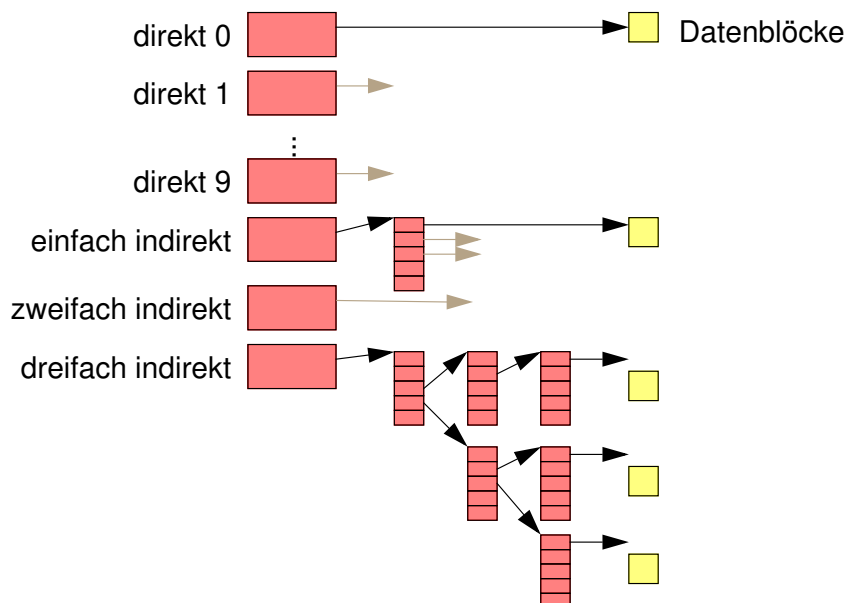 direkt 0
Datenblöcke
direkt 1
direkt 9
einfach indirekt
zweifach indirekt
dreifach indirekt